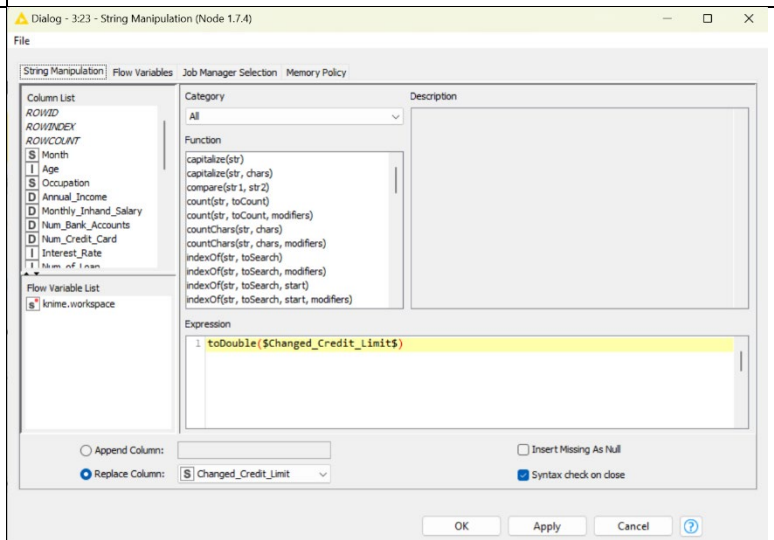 Dialog - 3:23 - String Manipulation (Node 1.7.4)
File
String Manipulation Flow Variables Job Manager Selection Memory Policy
Column List
ROWID
ROWINDEX
ROWCOUNT
S Month
I Age
S Occupation
D Annual_Income
D Monthly_Inhand_Salary
D Num_Bank_Accounts
D Num_Credit_Card
I Interest_Rate
I Num_of_Loan
Flow Variable List
s knime.workspace
Category
All
Function
capitalize(str)
capitalize(str, chars)
compare(str1, str2)
count(str, toCount)
count(str, toCount, modifiers)
countChars(str, chars)
countChars(str, chars, modifiers)
indexOf(str, toSearch)
indexOf(str, toSearch, modifiers)
indexOf(str, toSearch, start)
indexOf(str, toSearch, start, modifiers)
Description
Expression
1 toDouble($Changed_Credit_Limit$)
Append Column:
Insert Missing As Null
Replace Column: S Changed_Credit_Limit
Syntax check on close
OK Apply Cancel ?